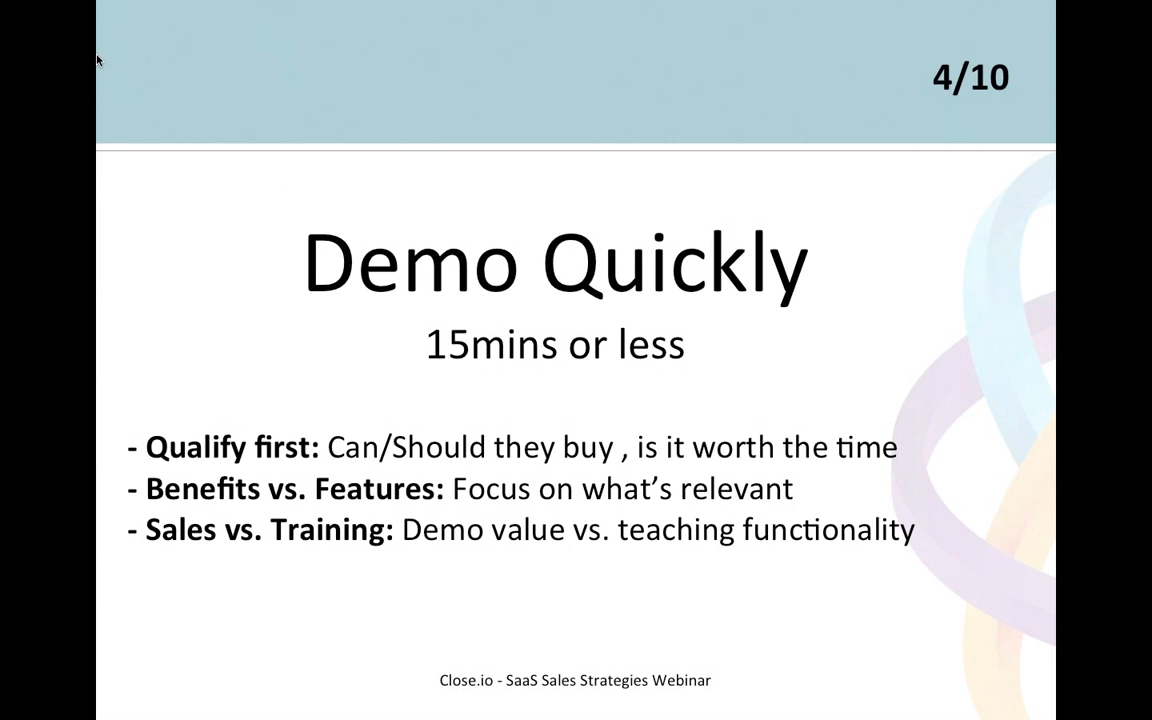 4/10
Demo Quickly
15mins or less
- Qualify first: Can/Should they buy , is it worth the time
- Benefits vs. Features: Focus on what’s relevant
- Sales vs. Training: Demo value vs. teaching functionality
Close.io - SaaS Sales Strategies Webinar